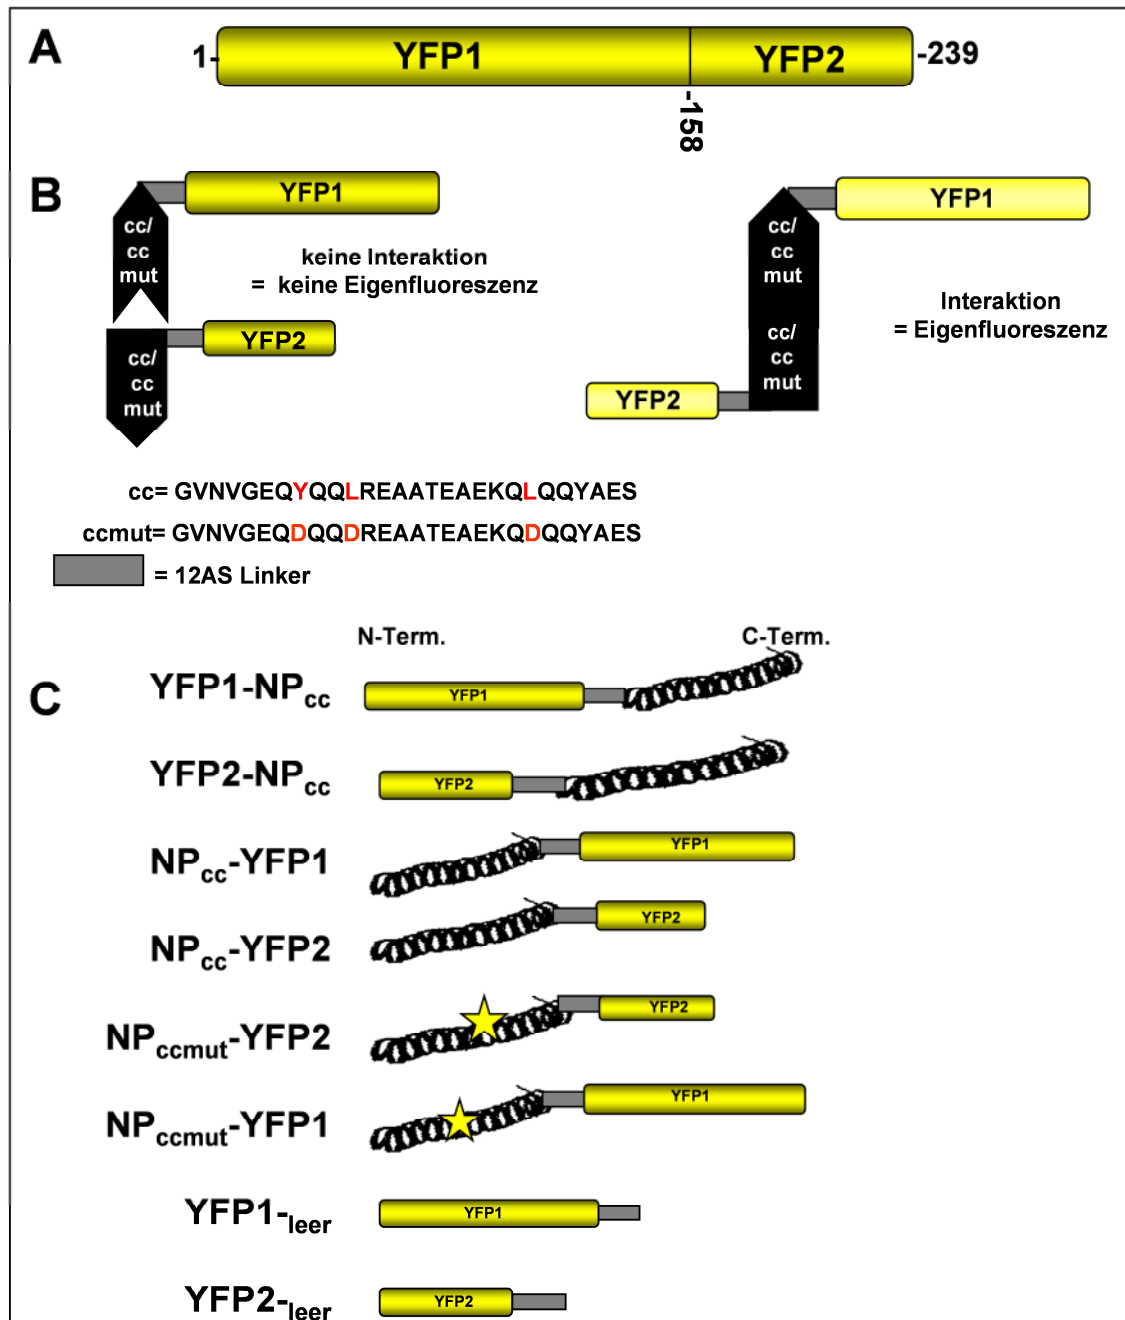 A
1-
YFP1
YFP2
-239
-158
B
YFP1
cc/
cc
mut
keine Interaktion
= keine Eigenfluoreszenz
YFP2
cc/
cc
mut
YFP1
cc/
cc
mut
Interaktion
= Eigenfluoreszenz
cc/
cc
mut
YFP2
cc= GVNVGEQYQQLREAATEAEKQLQQYAES
ccmut= GVNVGEQDQQDREAATEAEKQDQQYAES
= 12AS Linker
N-Term. C-Term.
C
YFP1-NPcc
YFP1
YFP2-NPcc
YFP2
NPcc-YFP1
YFP1
NPcc-YFP2
YFP2
NPccmut-YFP2
YFP2
NPccmut-YFP1
YFP1
YFP1-leer
YFP1
YFP2-leer
YFP2